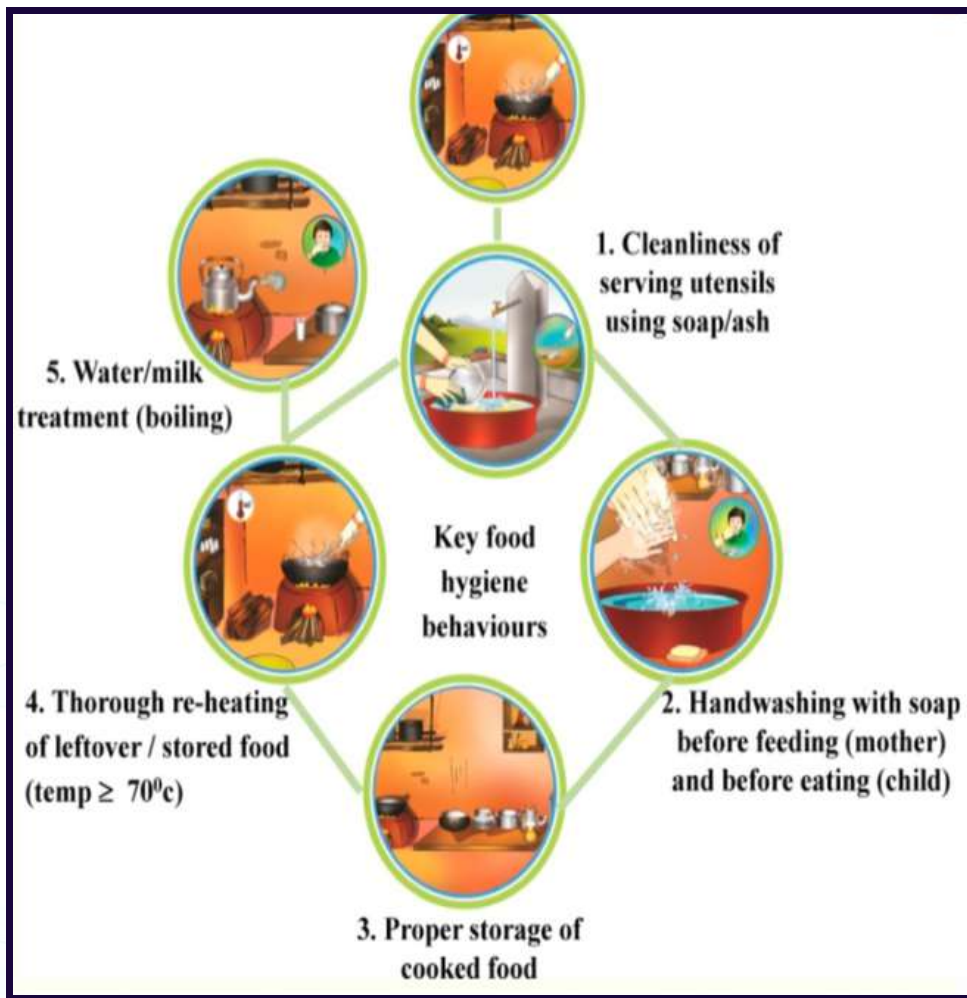 1. Cleanliness of
serving utensils
using soap/ash
5. Water/milk
treatment (boiling)
Key food
hygiene
behaviours
4. Thorough re-heating
of leftover / stored food
(temp ≥ 70⁰c)
2. Handwashing with soap
before feeding (mother)
and before eating (child)
3. Proper storage of
cooked food